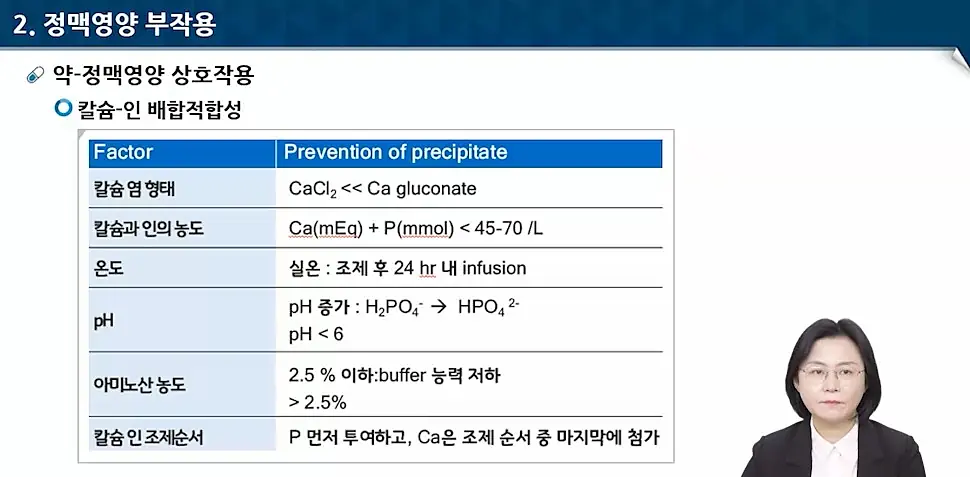 2. 정맥영양 부작용
약-정맥영양 상호작용
칼슘-인 배합적합성
Factor
Prevention of precipitate
칼슘 염 형태
CaCl₂ << Ca gluconate
칼슘과 인의 농도
Ca(mEq) + P(mmol) < 45-70 /L
온도
실온 : 조제 후 24 hr 내 infusion
pH
pH 증가 : H₂PO₄⁻ → HPO₄ ²⁻
pH < 6
아미노산 농도
2.5 % 이하:buffer 능력 저하
> 2.5%
칼슘 인 조제순서
P 먼저 투여하고, Ca은 조제 순서 중 마지막에 첨가